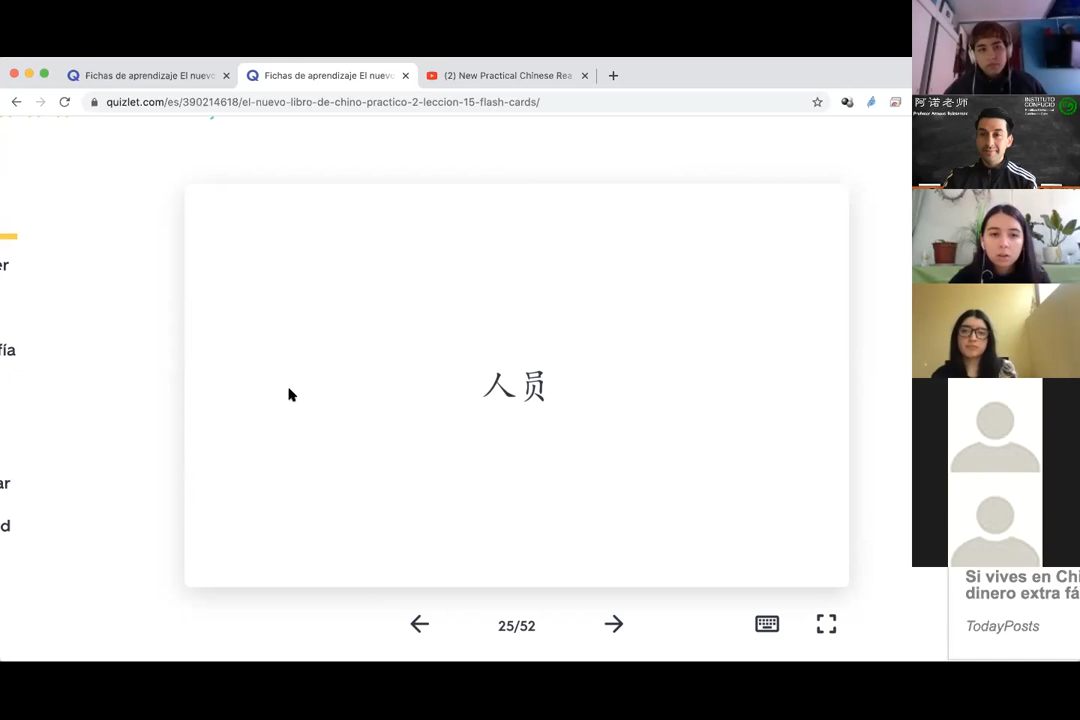 Fichas de aprendizaje El nuevo
Fichas de aprendizaje El nuevo
(2) New Practical Chinese Rea
quizlet.com/es/390214618/el-nuevo-libro-de-chino-practico-2-leccion-15-flash-cards/
阿诺老师
INSTITUTO
CONFUCIO
er
fía
ar
d
人员
25/52
Si vives en Chi
dinero extra fá
TodayPosts